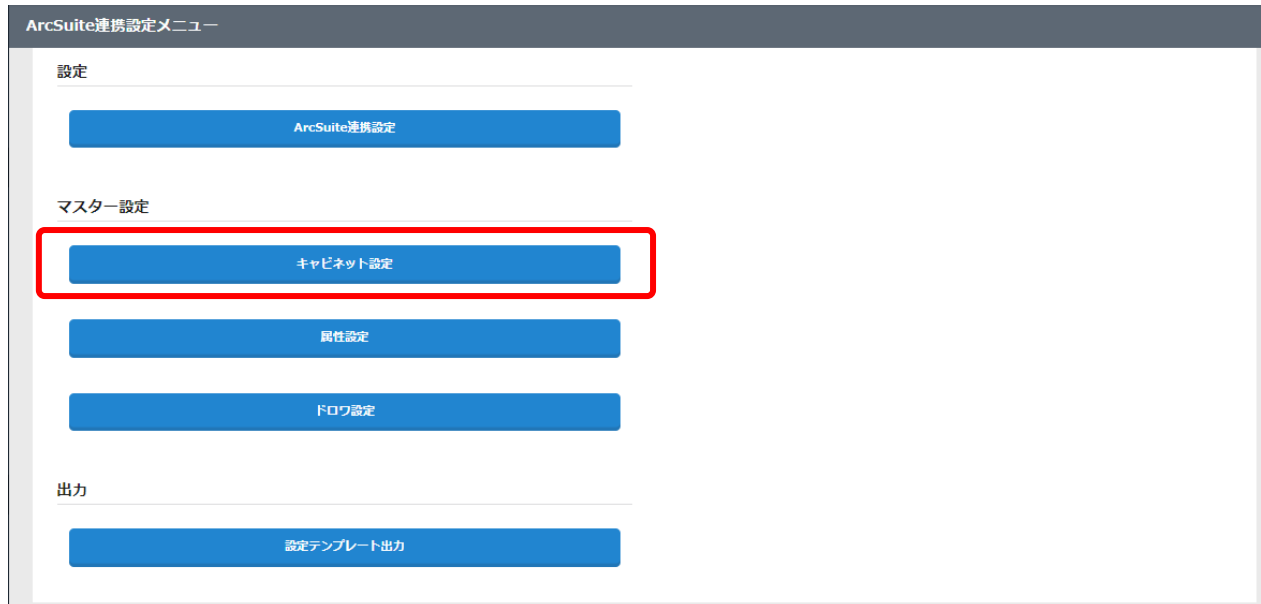 ArcSuite連携設定メニュー
設定
ArcSuite連携設定
マスター設定
キャビネット設定
属性設定
ドロワ設定
出力
設定テンプレート出力